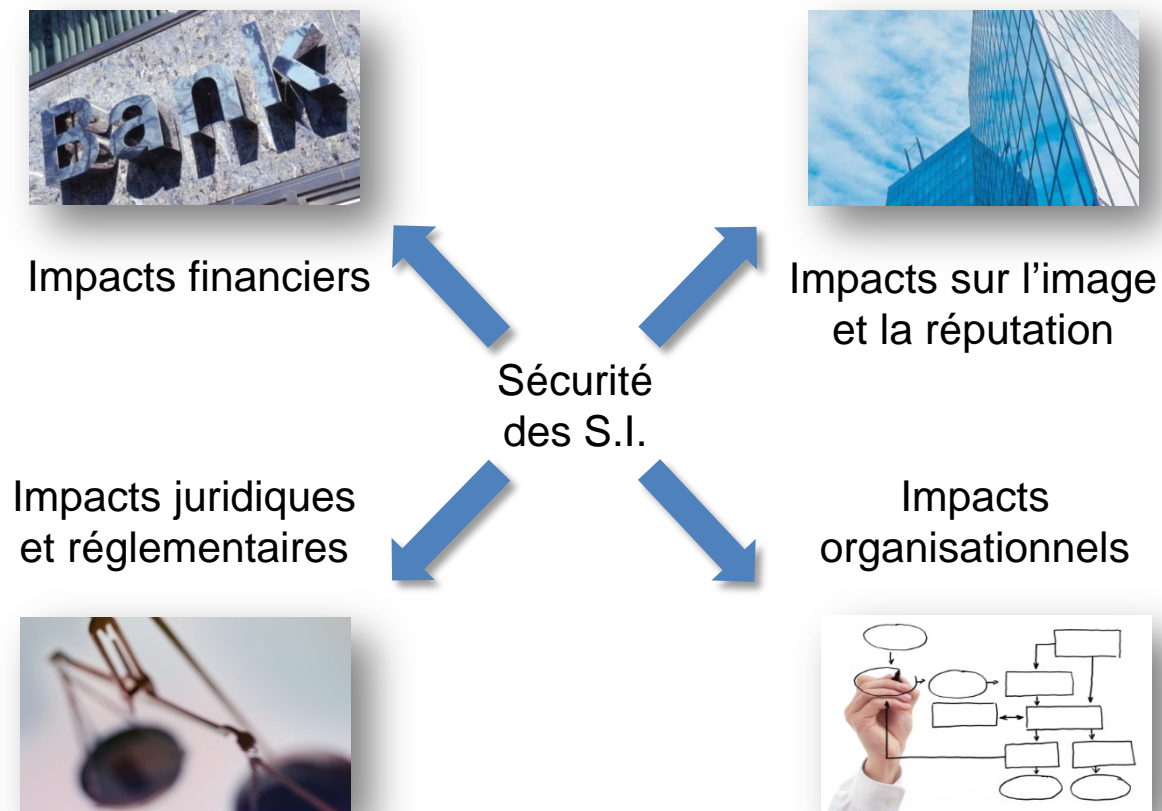 Bank
Impacts financiers
Impacts sur l’image
et la réputation
Sécurité
des S.I.
Impacts juridiques
et réglementaires
Impacts
organisationnels